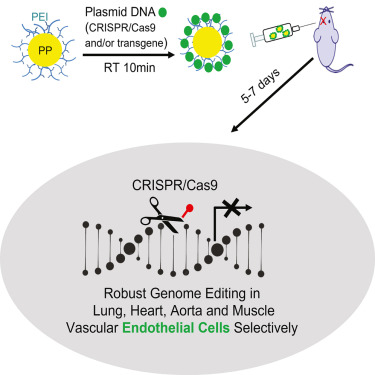 PEI
PP
Plasmid DNA
(CRISPR/Cas9
and/or transgene)
RT 10min
5-7 days
CRISPR/Cas9
Robust Genome Editing in
Lung, Heart, Aorta and Muscle
Vascular Endothelial Cells Selectively